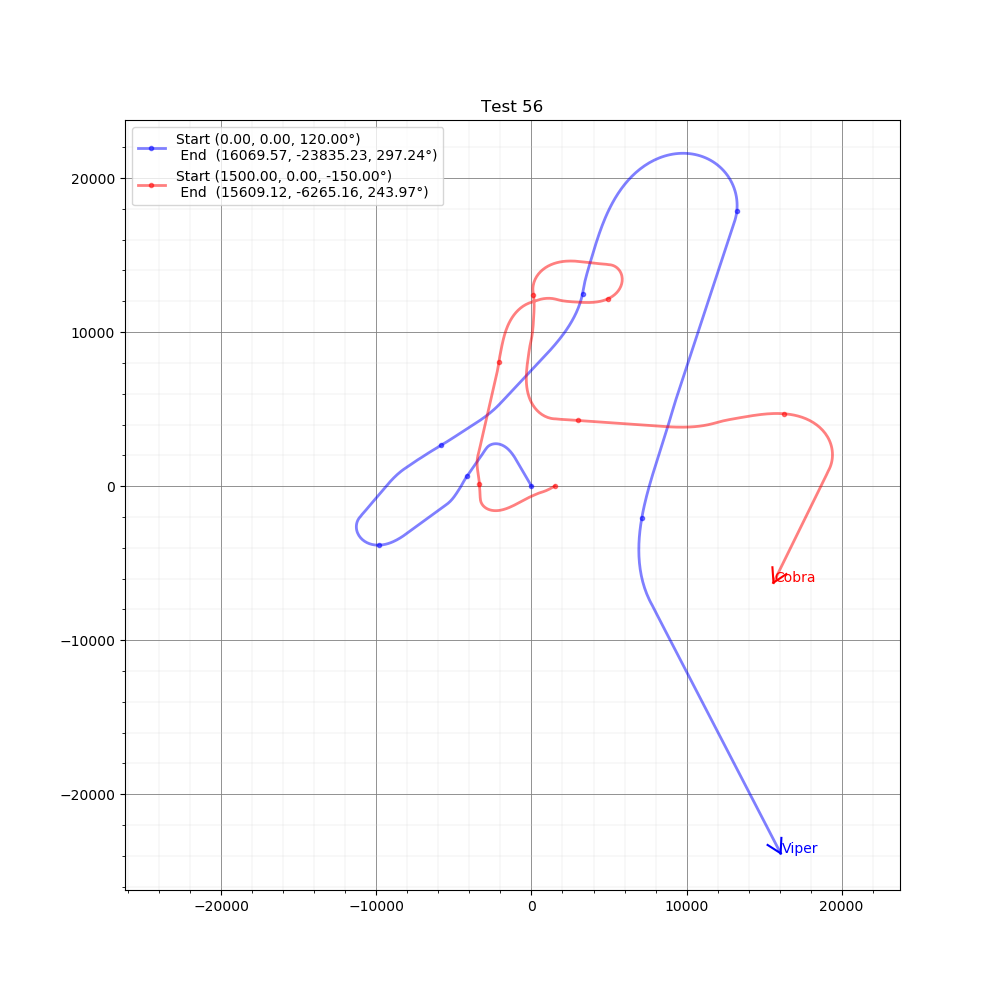 Test 56
Start (0.00, 0.00, 120.00°)
End (16069.57, -23835.23, 297.24°)
Start (1500.00, 0.00, -150.00°)
End (15609.12, -6265.16, 243.97°)
20000
10000
0
−10000
−20000
Cobra
Viper
−20000
−10000
0
10000
20000